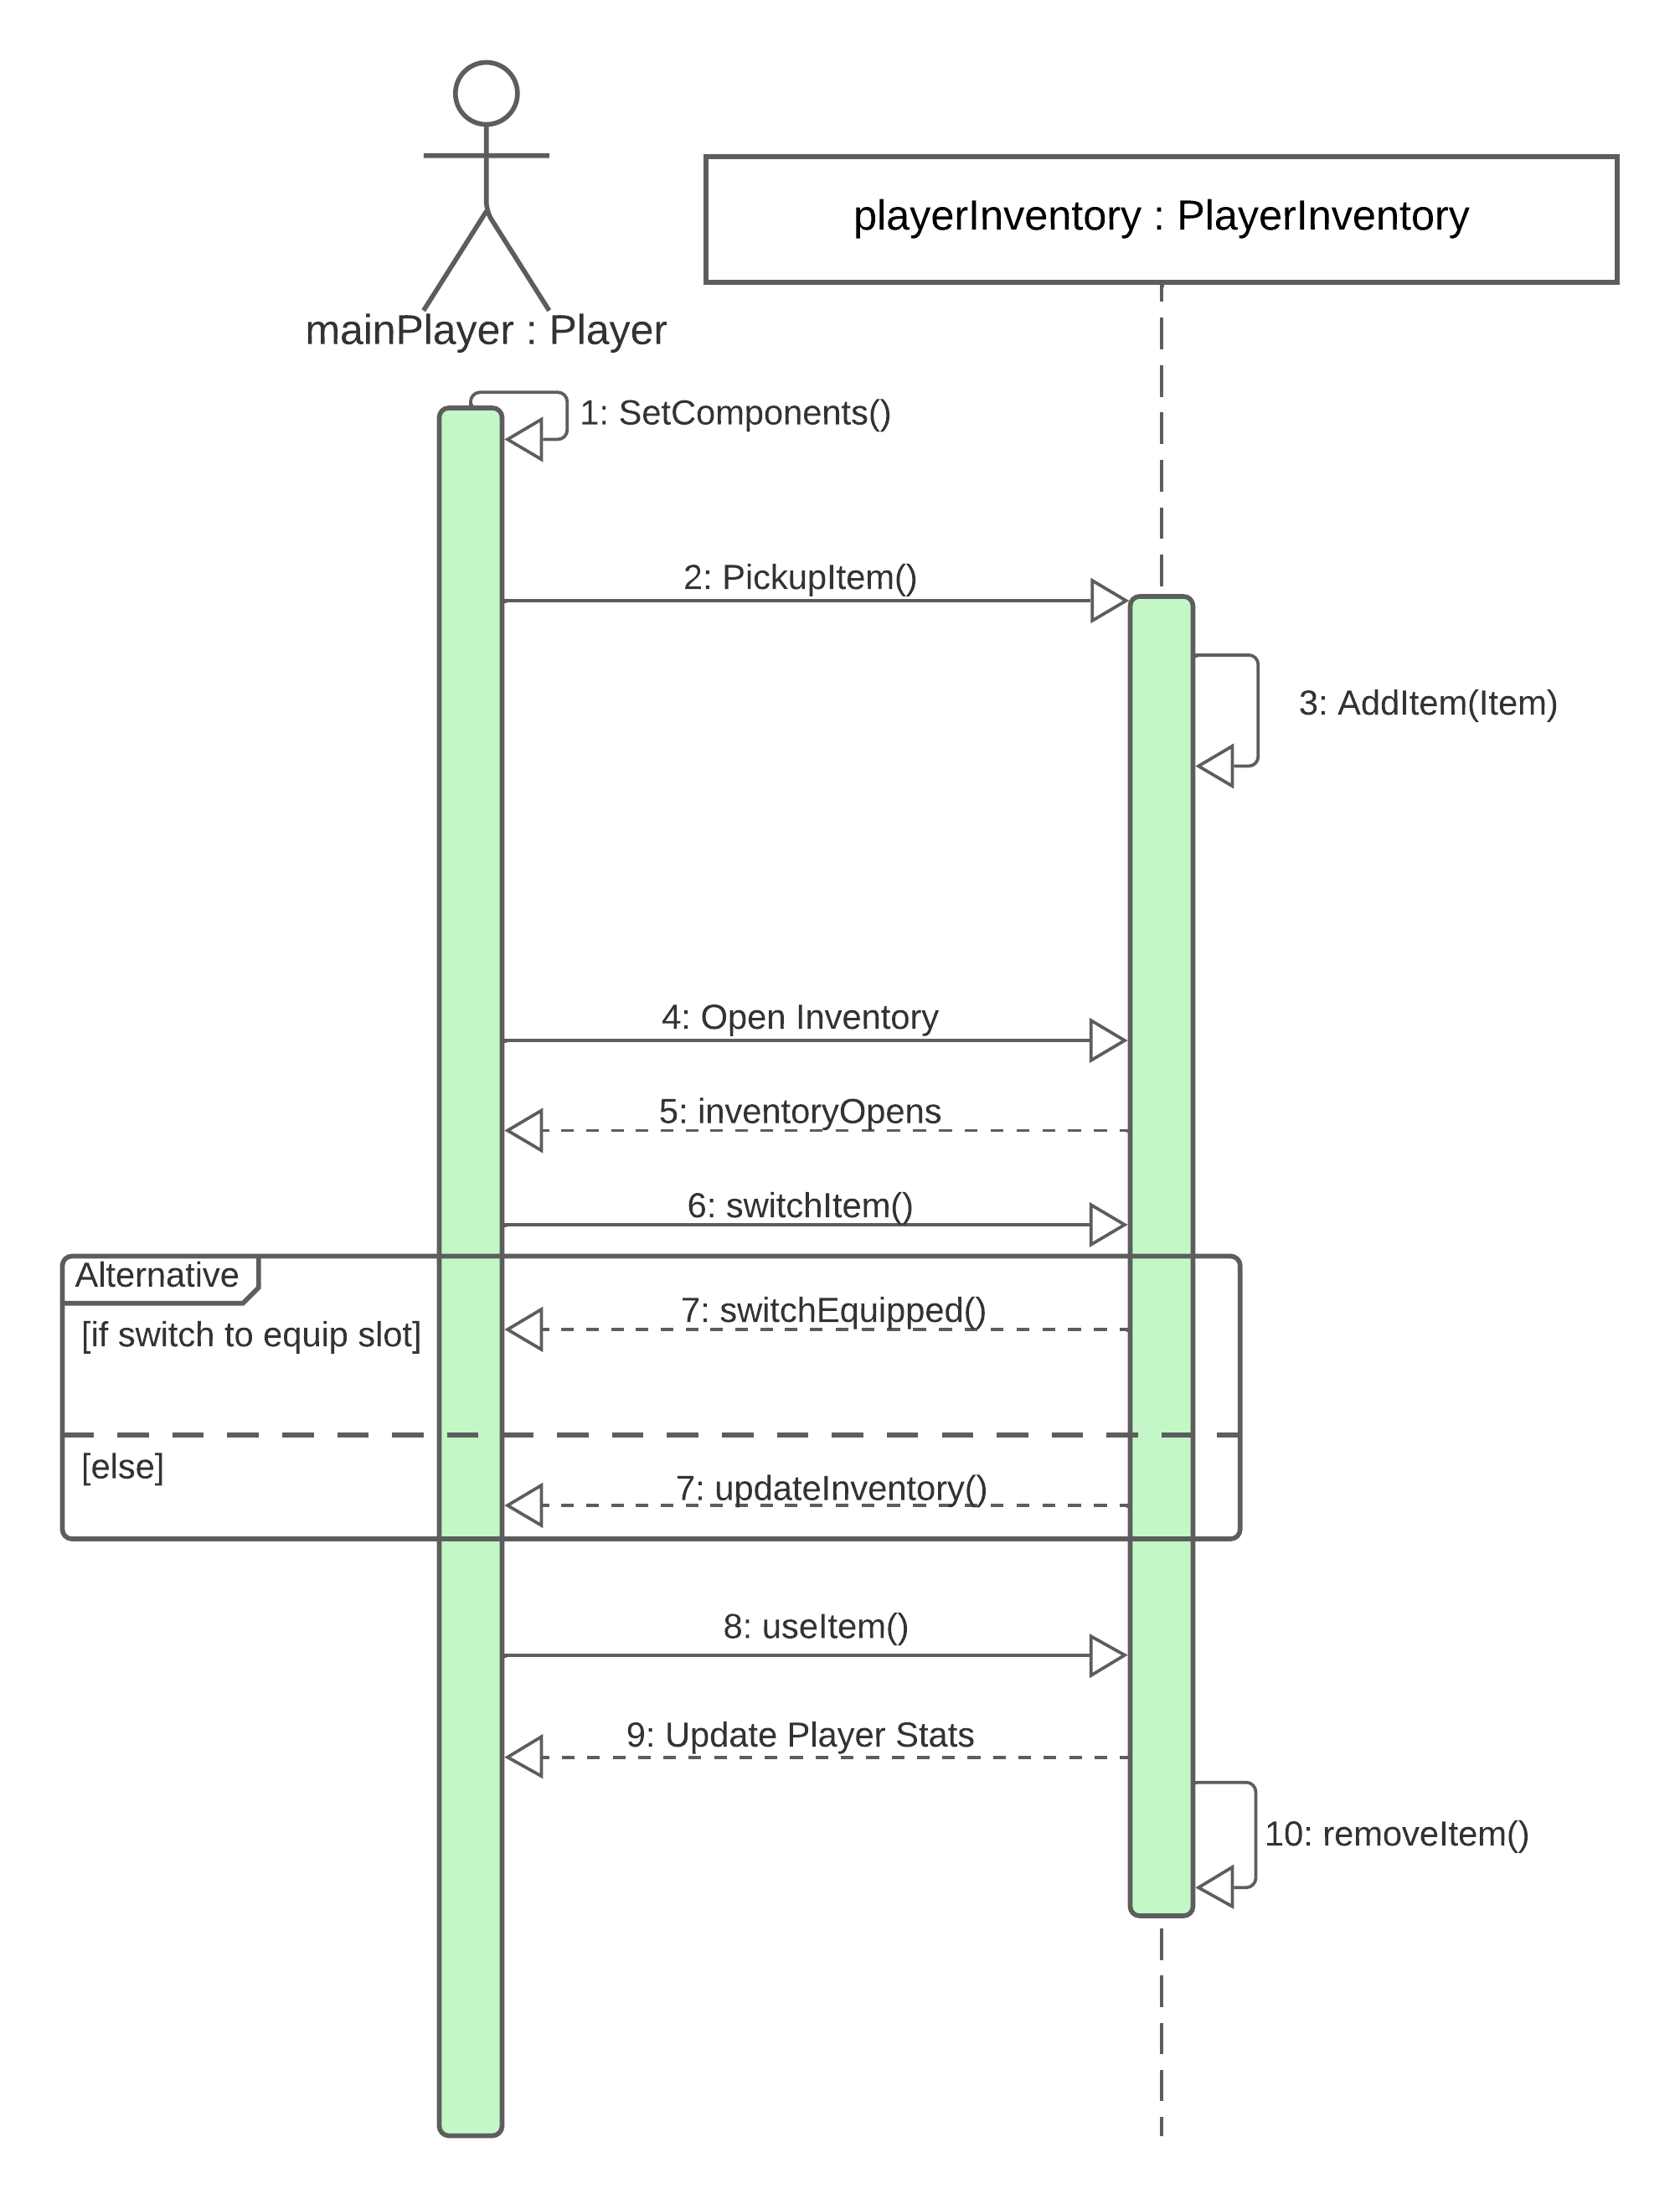 playerInventory : PlayerInventory
mainPlayer : Player
1: SetComponents()
2: PickupItem()
3: AddItem(Item)
4: Open Inventory
5: inventoryOpens
6: switchItem()
Alternative
7: switchEquipped()
[if switch to equip slot]
[else]
7: updateInventory()
8: useItem()
9: Update Player Stats
10: removeItem()